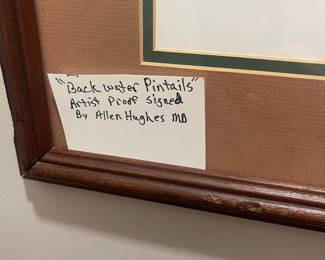 "Back water Pintails"
Artist Proof Signed
By Allen Hughes MD